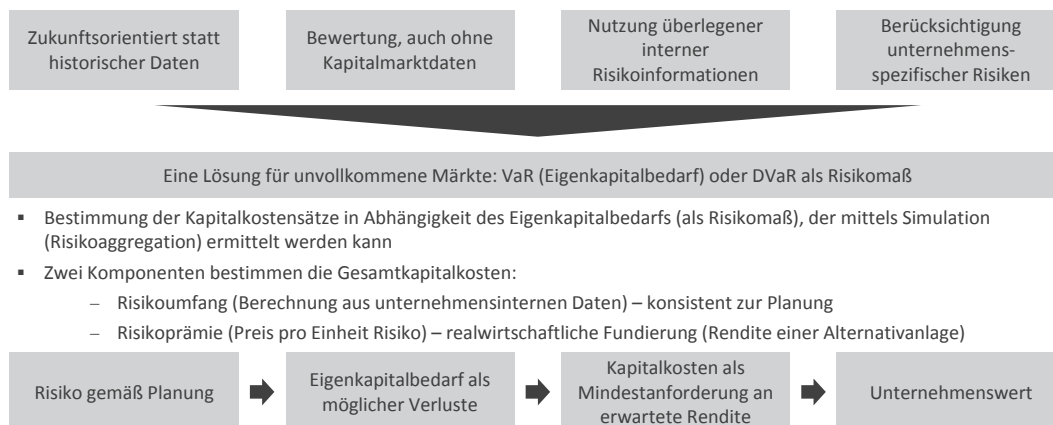 Zukunftsorientiert statt
historischer Daten
Bewertung, auch ohne
Kapitalmarktdaten
Nutzung überlegener
interner
Risikoinformationen
Berücksichtigung
unternehmens-
spezifischer Risiken
Eine Lösung für unvollkommene Märkte: VaR (Eigenkapitalbedarf) oder DVaR als Risikomaß
▪ Bestimmung der Kapitalkostensätze in Abhängigkeit des Eigenkapitalbedarfs (als Risikomaß), der mittels Simulation
(Risikoaggregation) ermittelt werden kann
▪ Zwei Komponenten bestimmen die Gesamtkapitalkosten:
– Risikoumfang (Berechnung aus unternehmensinternen Daten) – konsistent zur Planung
– Risikoprämie (Preis pro Einheit Risiko) – realwirtschaftliche Fundierung (Rendite einer Alternativanlage)
Risiko gemäß Planung
Eigenkapitalbedarf als
möglicher Verluste
Kapitalkosten als
Mindestanforderung an
erwartete Rendite
Unternehmenswert